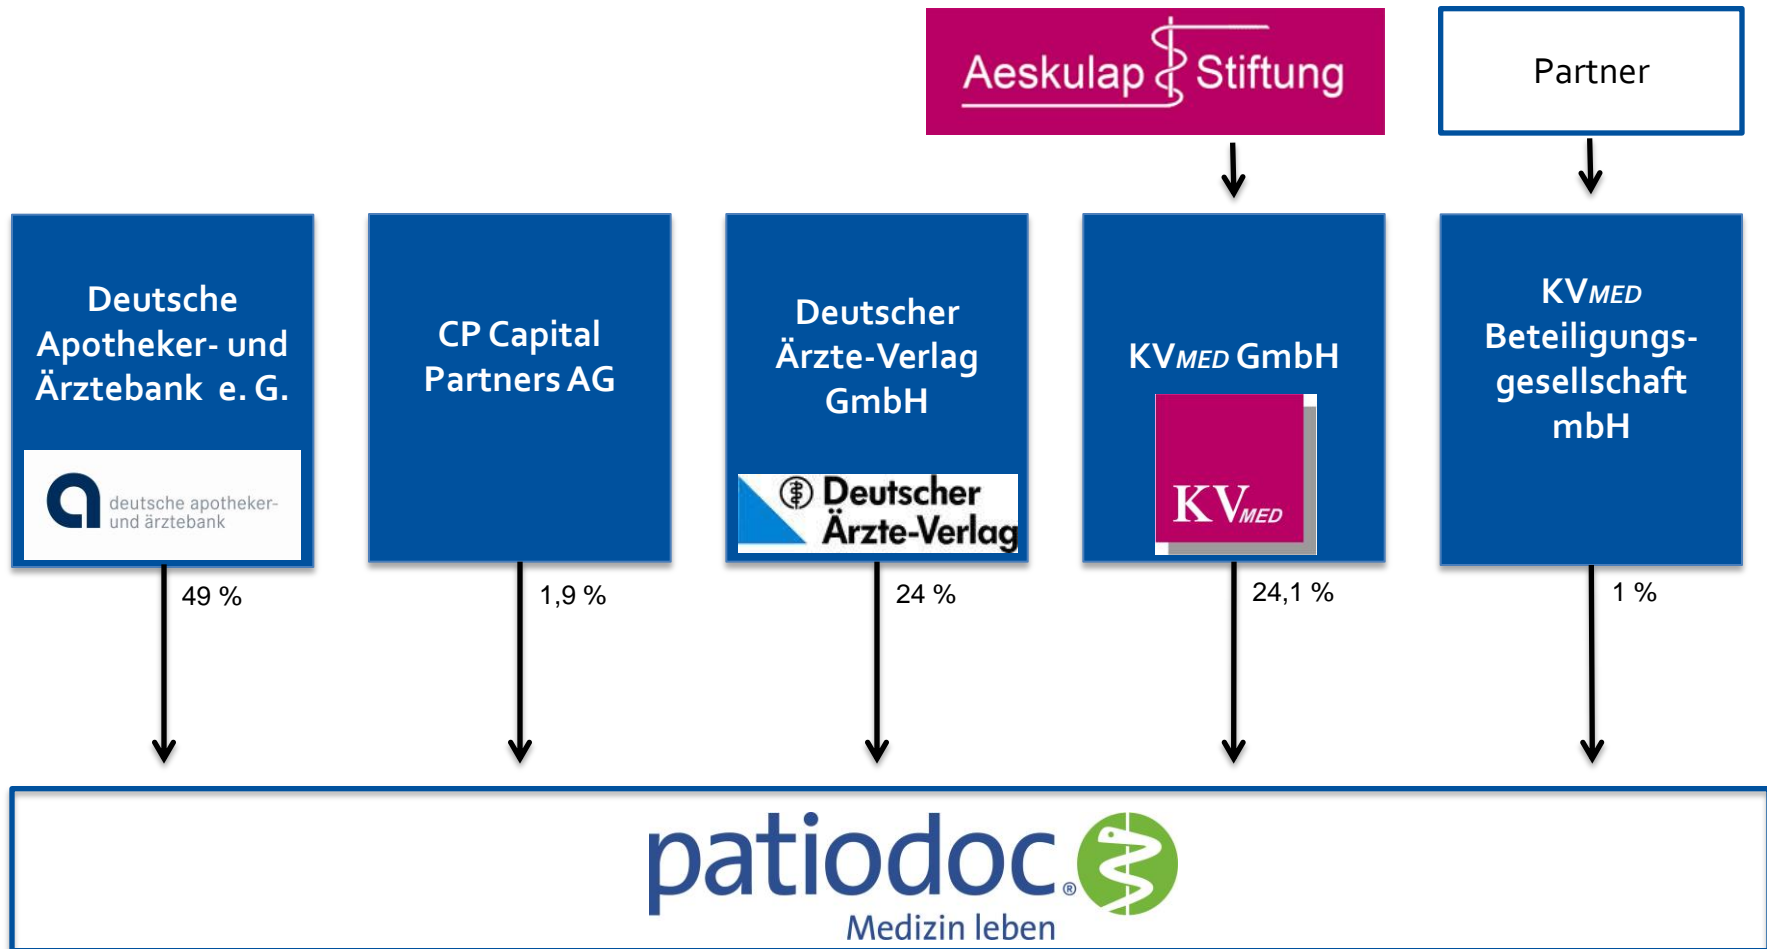 Aeskulap Stiftung
Partner
Deutsche
Apotheker- und
Ärztebank e. G.
deutsche apotheker-
und ärztebank
CP Capital
Partners AG
Deutscher
Ärzte-Verlag
GmbH
Deutscher
Ärzte-Verlag
KVMED GmbH
KVMED
KVMED
Beteiligungs-
gesellschaft
mbH
49 %
1,9 %
24 %
24,1 %
1 %
patiodoc®
Medizin leben